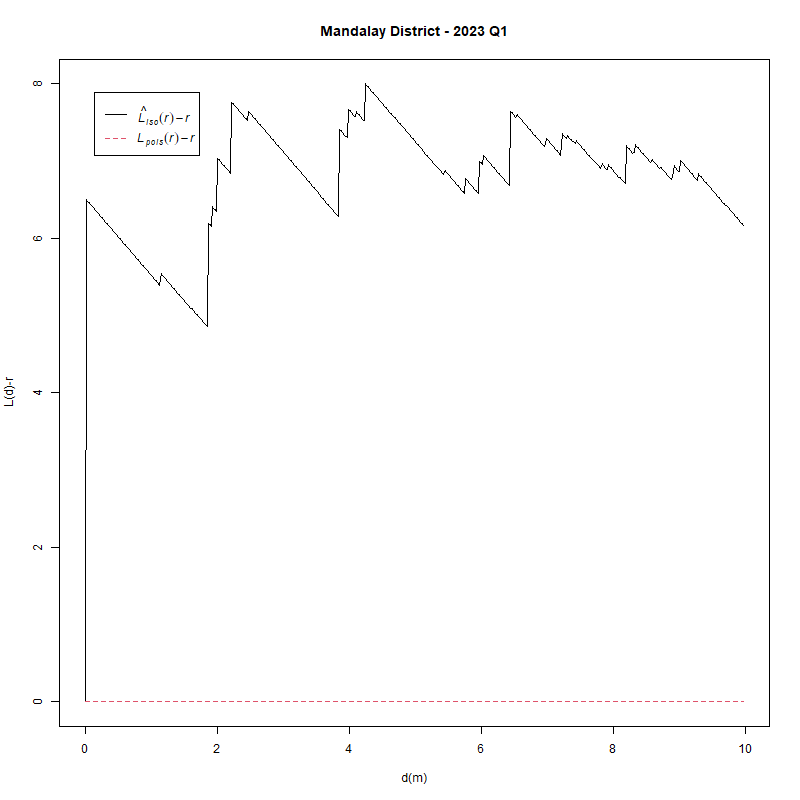 Mandalay District - 2023 Q1
L̂iso(r)−r
Lpois(r)−r
8
6
4
2
0
L(d)-r
0 2 4 6 8 10
d(m)